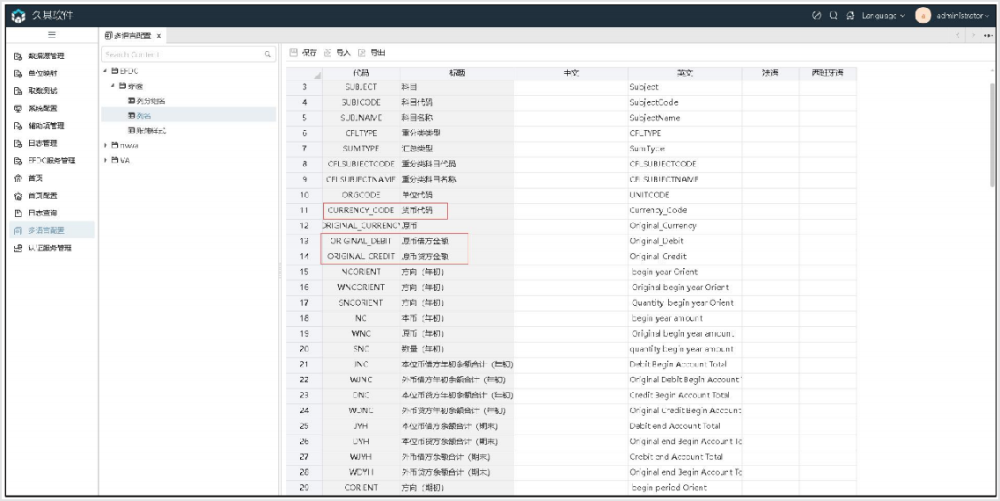 久其软件
Language
administrator
多语言配置 x
数据源管理
单位映射
取数测试
系统配置
辅助项管理
日志管理
EFDC服务管理
首页
首页配置
日志查询
多语言配置
认证服务管理
Search Content
EFDC
穿透
列分组名
列名
账簿样式
nvwa
VA
保存 导入 导出
代码 标题 中文 英文 法语 西班牙语
3 SUBJECT 科目 Subject
4 SUBJCODE 科目代码 SubjectCode
5 SUBJNAME 科目名称 SubjectName
6 CFLTYPE 重分类类型 CFLTYPE
7 SUMTYPE 汇总类型 SumType
8 CFLSUBJECTCODE 重分类科目代码 CFLSUBJECTCODE
9 CFLSUBJECTNAME 重分类科目名称 CFLSUBJECTNAME
10 ORGCODE 单位代码 UNITCODE
11 CURRENCY_CODE 货币代码 Currency_Code
12 ORIGINAL_CURRENCY 原币 Original_Currency
13 ORIGINAL_DEBIT 原币借方金额 Original_Debit
14 ORIGINAL_CREDIT 原币贷方金额 Original_Credit
15 NCORIENT 方向（年初） begin year Orient
16 WNCORIENT 方向（年初） Original begin year Orient
17 SNCORIENT 方向（年初） Quantity begin year Orient
18 NC 本币（年初） begin year amount
19 WNC 原币（年初） Original begin year amount
20 SNC 数量（年初） quantity begin year amount
21 JNC 本位币借方年初余额合计（年初） Debit Begin Account Total
22 WJNC 外币借方年初余额合计（年初） Original Debit Begin Account
23 DNC 本位币贷方年初余额合计（年初） Credit Begin Account Total
24 WDNC 外币贷方年初余额合计（年初） Original Credit Begin Account
25 JYH 本位币借方余额合计（期末） Debit end Account Total
26 DYH 本位币贷方余额合计（期末） Original end Begin Account To
27 WJYH 外币借方余额合计（期末） Crebit end Account Total
28 WDYH 外币贷方余额合计（期末） Original end Begin Account To
29 CORIENT 方向（期初） begin period Orient